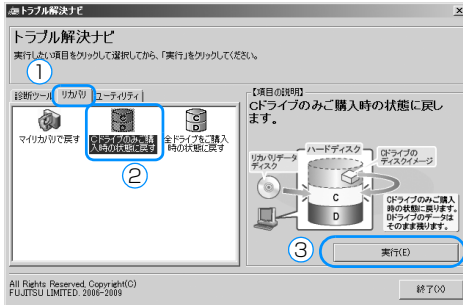 トラブル解決ナビ
トラブル解決ナビ
実行したい項目をクリックして選択してから、「実行」をクリックしてください。
①
診断ツール リカバリ ユーティリティ
マイリカバリで戻す
Cドライブのみご購
入時の状態に戻す
全ドライブをご購入
時の状態に戻す
②
【項目の説明】
Cドライブのみご購入時の状態に戻し
ます。
リカバリデータ
ディスク
ハードディスク
Cドライブの
ディスクイメージ
C
D
Cドライブのみご購入
時の状態に戻ります。
Dドライブのデータは
そのまま残ります。
③
実行(E)
All Rights Reserved, Copyright(C)
FUJITSU LIMITED. 2006-2009
終了(X)